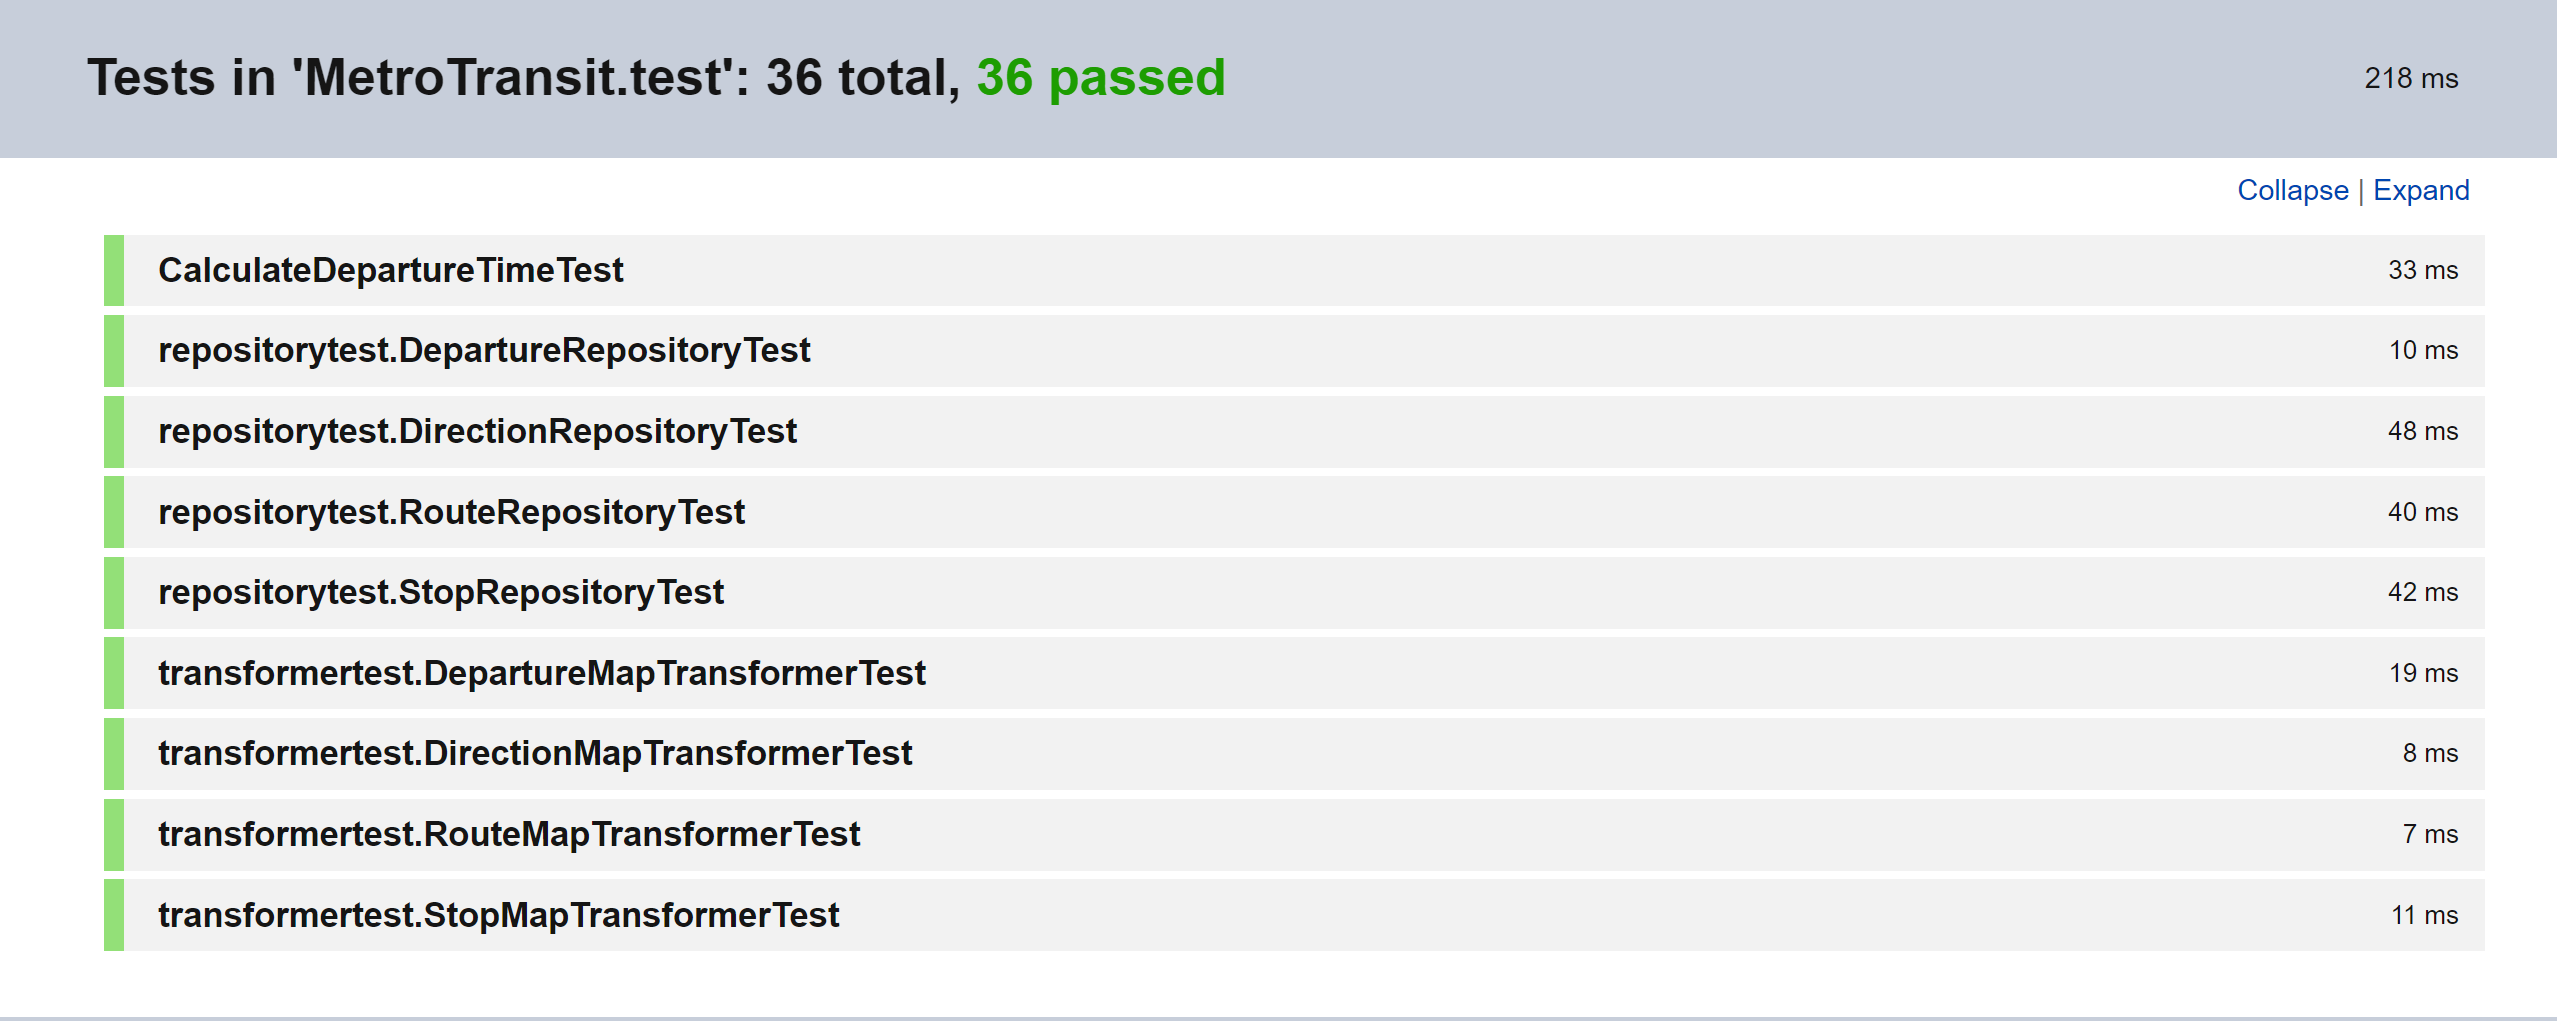 Tests in 'MetroTransit.test': 36 total, 36 passed 218 ms
Collapse | Expand
CalculateDepartureTimeTest 33 ms
repositorytest.DepartureRepositoryTest 10 ms
repositorytest.DirectionRepositoryTest 48 ms
repositorytest.RouteRepositoryTest 40 ms
repositorytest.StopRepositoryTest 42 ms
transformertest.DepartureMapTransformerTest 19 ms
transformertest.DirectionMapTransformerTest 8 ms
transformertest.RouteMapTransformerTest 7 ms
transformertest.StopMapTransformerTest 11 ms